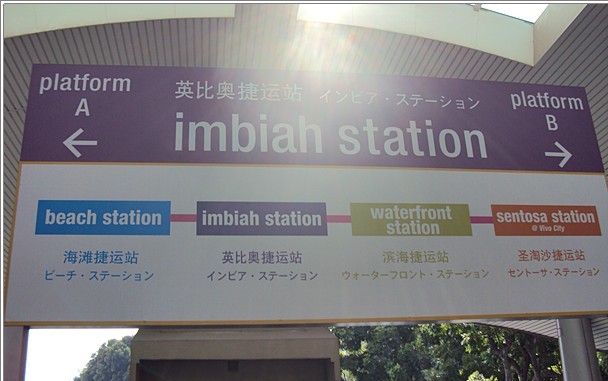 platform
A
←
英比奥捷运站 インビア・ステーション
imbiah station
platform
B
→
beach station
海滩捷运站
ビーチ・ステーション
imbiah station
英比奥捷运站
インビア・ステーション
waterfront
station
滨海捷运站
ウォーターフロント・ステーション
sentosa station
@ Vivo City
圣淘沙捷运站
セントーサ・ステーション